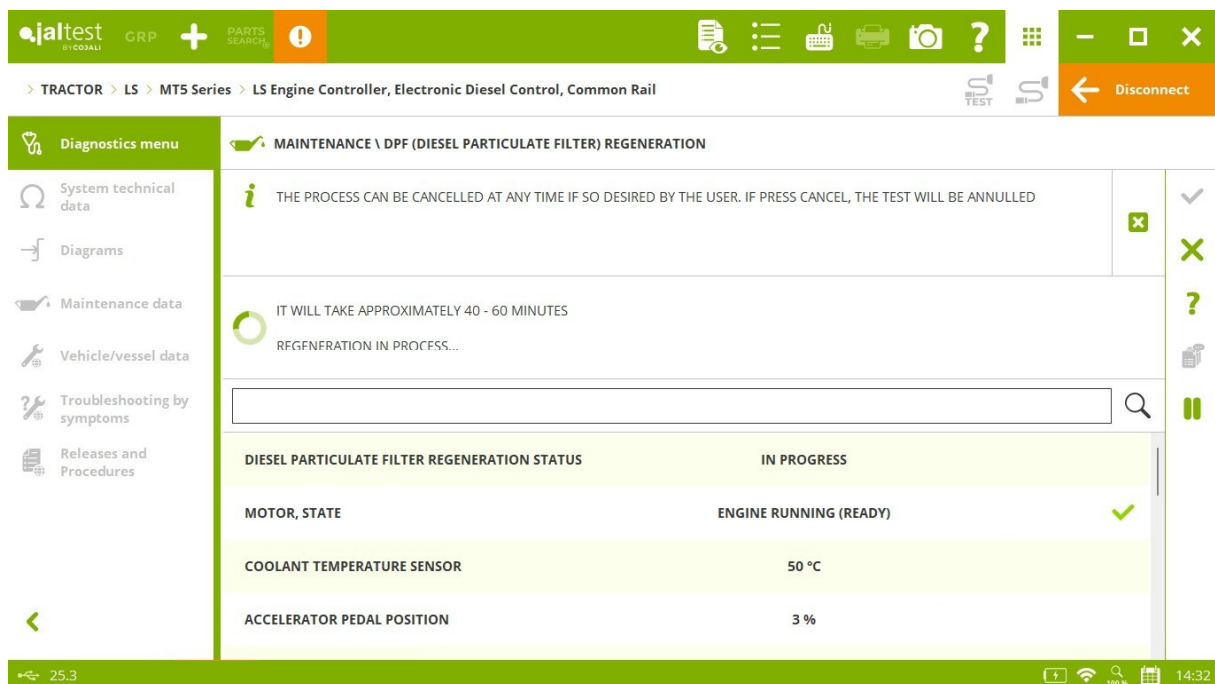 jaltest
BY COJALI
GRP
PARTS
SEARCH
TEST
> TRACTOR > LS > MT5 Series > LS Engine Controller, Electronic Diesel Control, Common Rail
Disconnect
Diagnostics menu
MAINTENANCE \ DPF (DIESEL PARTICULATE FILTER) REGENERATION
System technical
data
Diagrams
Maintenance data
Vehicle/vessel data
Troubleshooting by
symptoms
Releases and
Procedures
THE PROCESS CAN BE CANCELLED AT ANY TIME IF SO DESIRED BY THE USER. IF PRESS CANCEL, THE TEST WILL BE ANNULLED
IT WILL TAKE APPROXIMATELY 40 - 60 MINUTES
REGENERATION IN PROCESS...
DIESEL PARTICULATE FILTER REGENERATION STATUS IN PROGRESS
MOTOR, STATE ENGINE RUNNING (READY)
COOLANT TEMPERATURE SENSOR 50 ºC
ACCELERATOR PEDAL POSITION 3 %
25.3
100 %
14:32